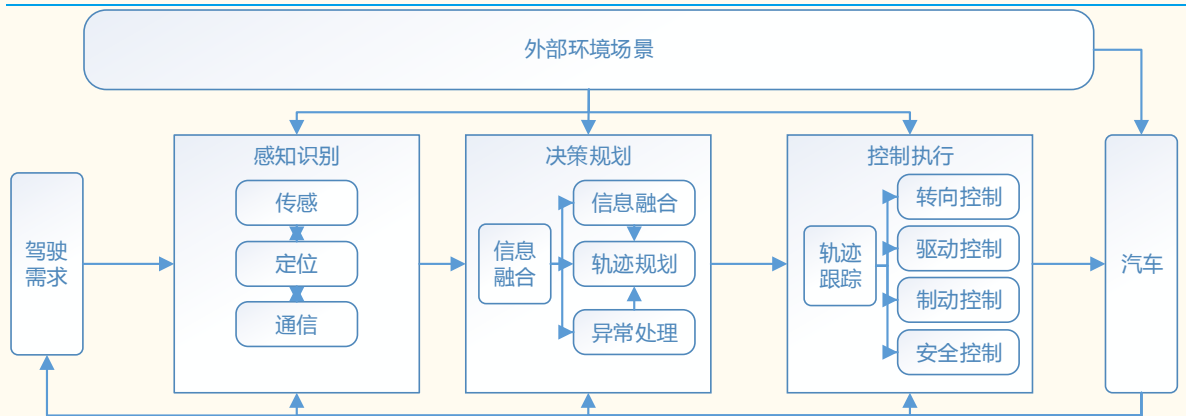 外部环境场景
驾驶
需求
感知识别
传感
定位
通信
决策规划
信息
融合
信息融合
轨迹规划
异常处理
控制执行
轨迹
跟踪
转向控制
驱动控制
制动控制
安全控制
汽车